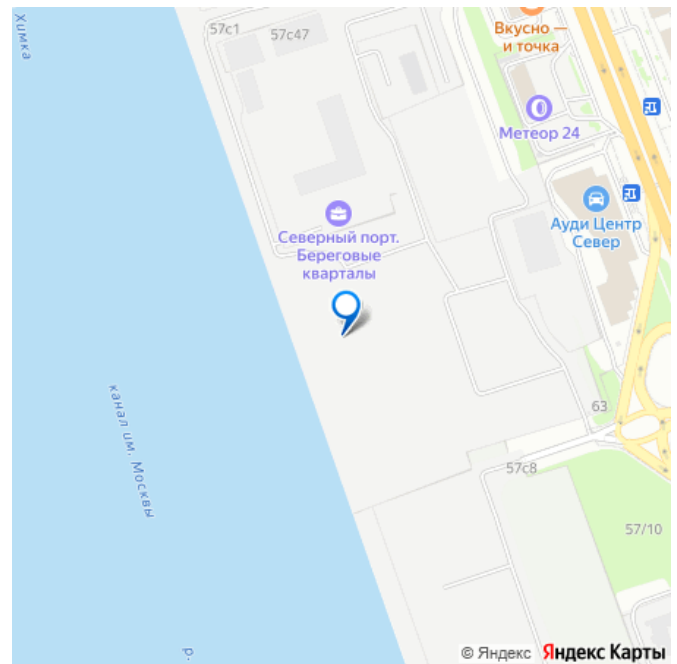 Химка
57с1
57с47
Вкусно —
и точка
Метеор 24
Ауди Центр
Север
Северный порт.
Береговые
кварталы
канал им. Москвы
63
57с8
57/10
р.
© Яндекс Яндекс Карты